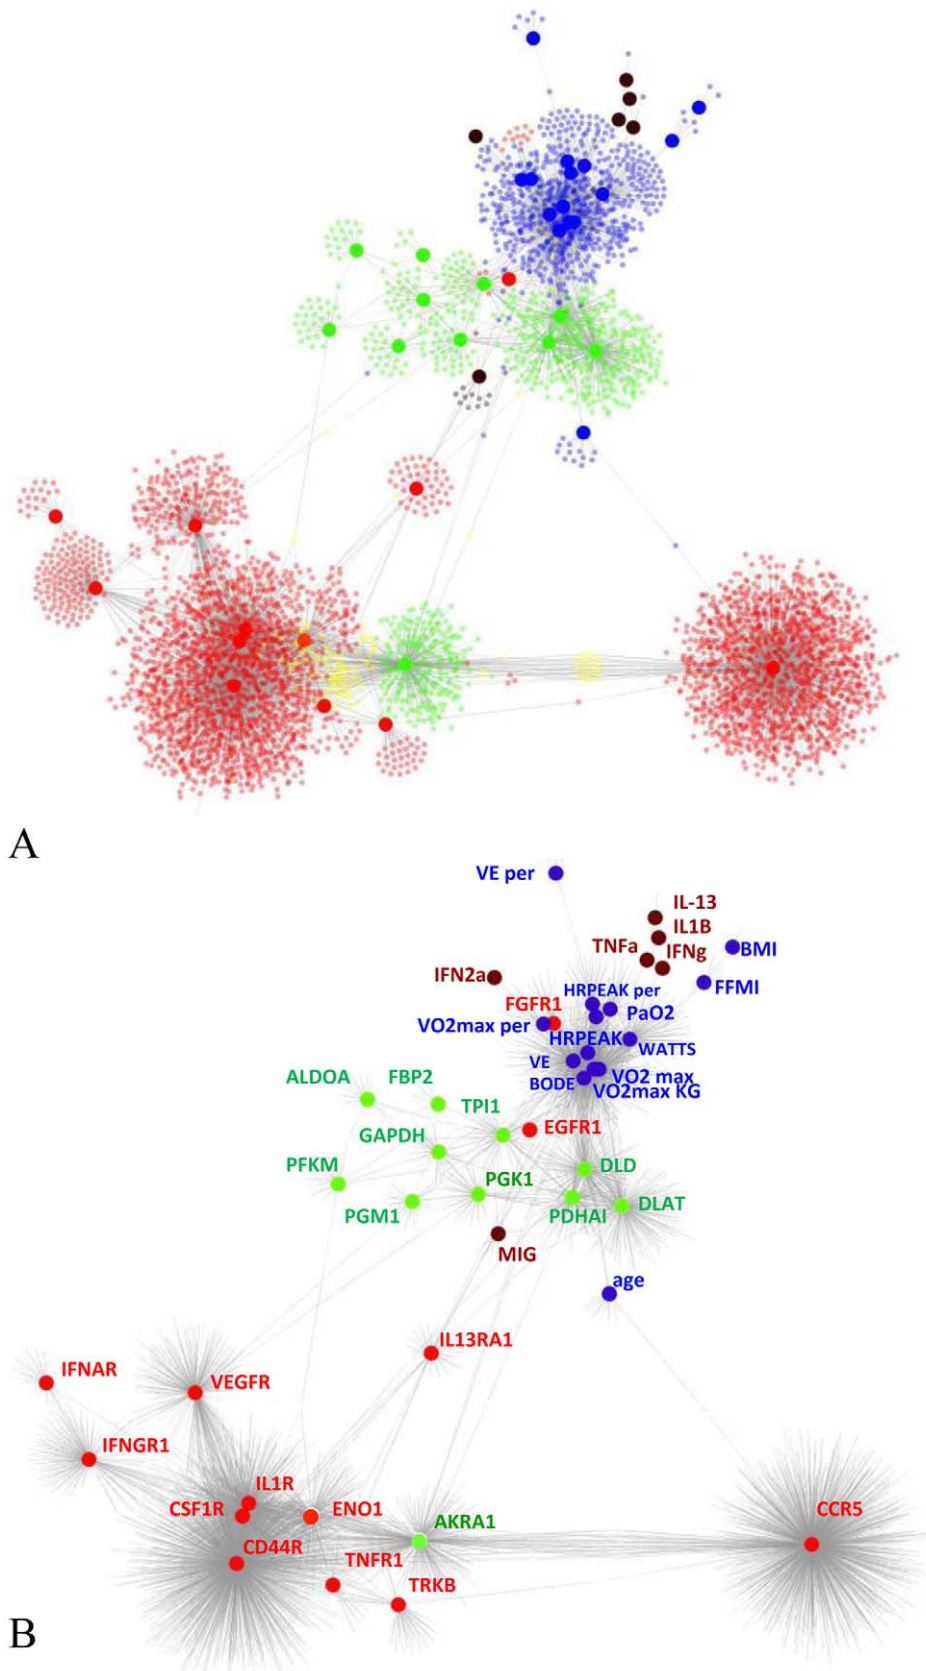 A
VE per
IL-13
IL1B
TNFa
IFNg
BMI
IFN2a
FFMI
HRPEAK per
FGFR1
PaO2
VO2max per
HRPEAK
WATTS
VE
VO2 max
BODE
VO2max KG
ALDOA
FBP2
TPI1
GAPDH
EGFR1
PFKM
DLD
PGK1
PGM1
PDHAI
DLAT
MIG
age
IL13RA1
IFNAR
VEGFR
IFNGR1
IL1R
CSF1R
ENO1
CCR5
AKRA1
CD44R
TNFR1
TRKB
B